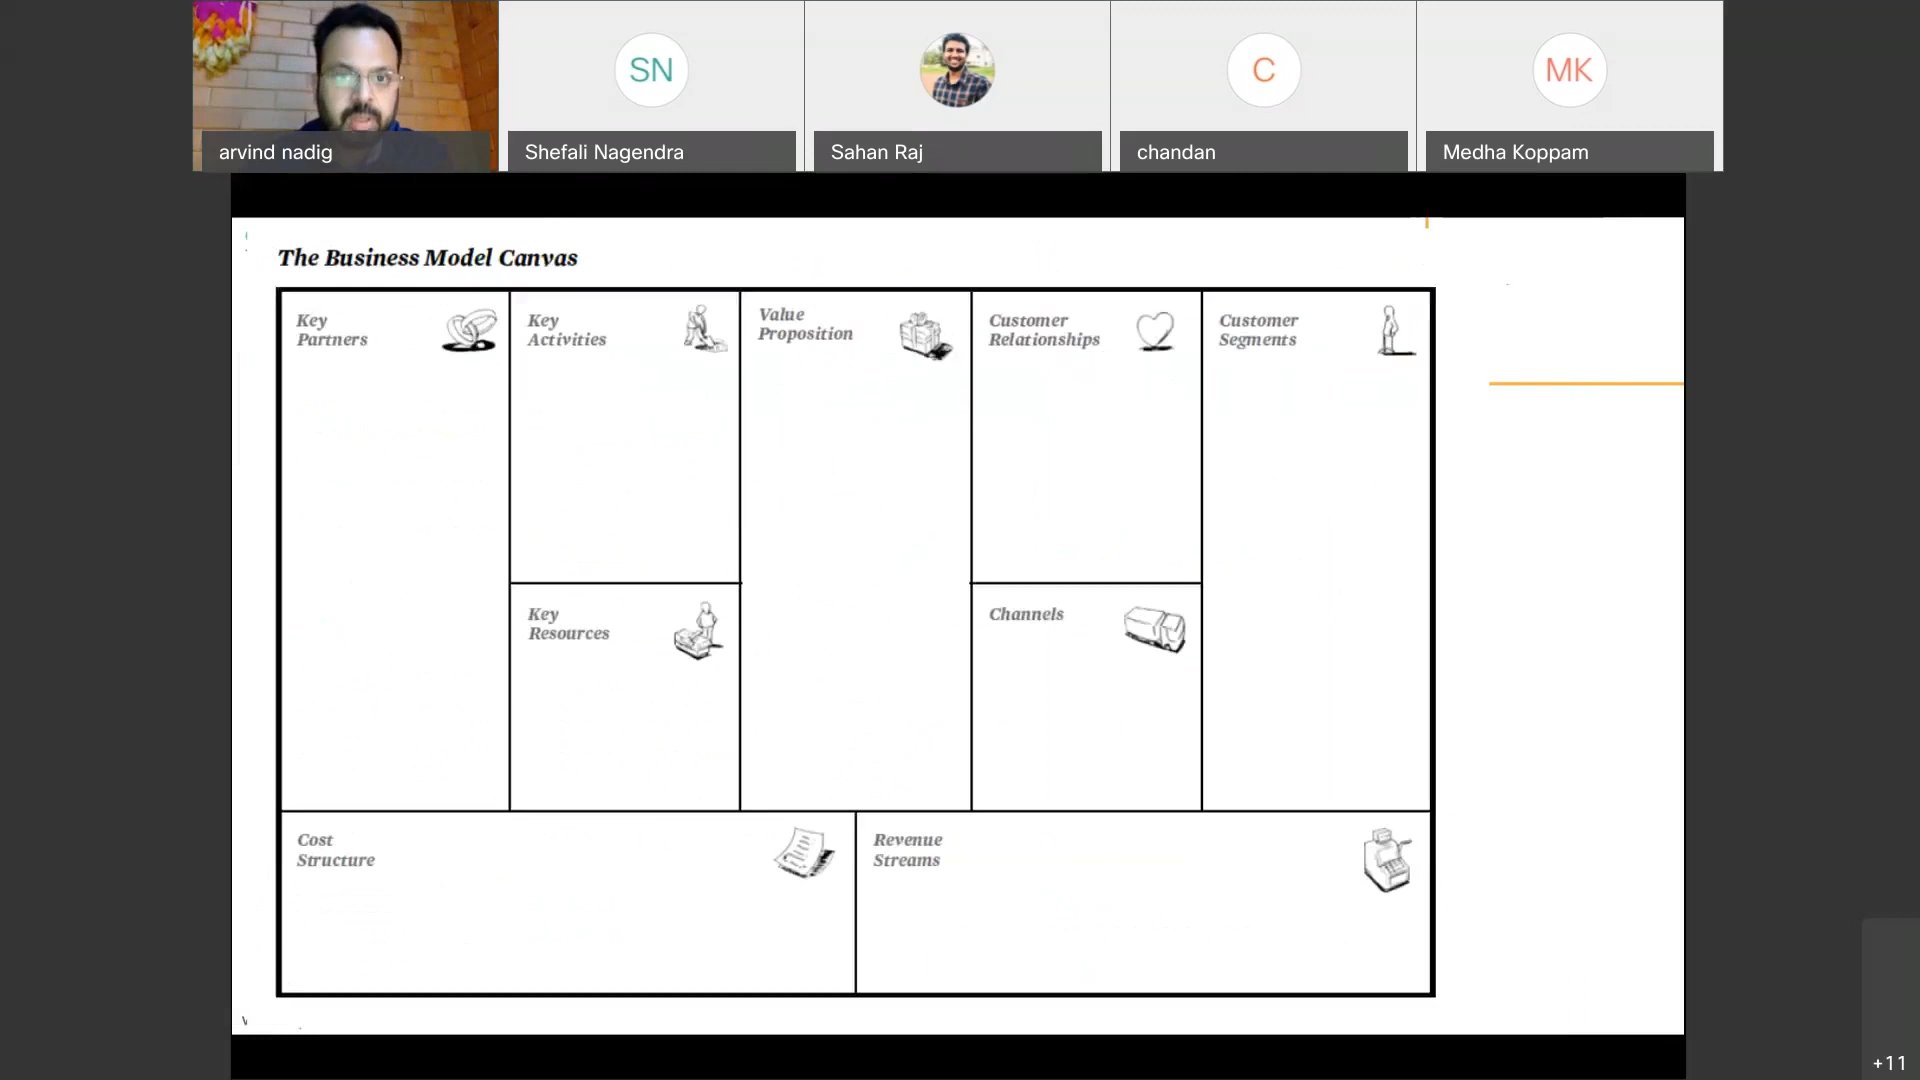 SN
C
MK
arvind nadig
Shefali Nagendra
Sahan Raj
chandan
Medha Koppam
The Business Model Canvas
Key
Partners
Key
Activities
Value
Proposition
Customer
Relationships
Customer
Segments
Key
Resources
Channels
Cost
Structure
Revenue
Streams
+11